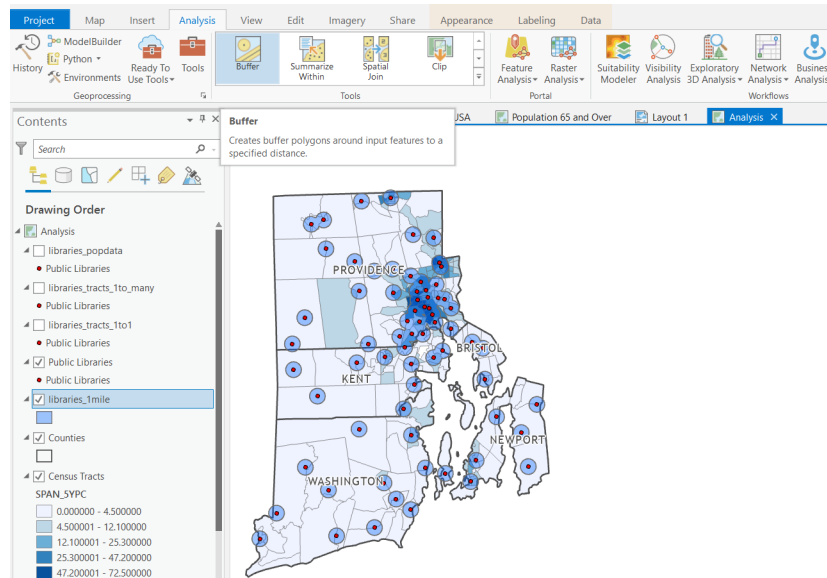 Project Map Insert Analysis View Edit Imagery Share Appearance Labeling Data
History
ModelBuilder
Python
Environments
Ready To
Use Tools
Tools
Buffer
Summarize
Within
Spatial
Join
Clip
Feature
Analysis
Raster
Analysis
Suitability
Modeler
Visibility
Analysis
Exploratory
3D Analysis
Network
Analysis
Busines
Analysis
Geoprocessing Tools Portal Workflows
Contents
Search
Buffer
Creates buffer polygons around input features to a
specified distance.
USA Population 65 and Over Layout 1 Analysis
Drawing Order
Analysis
libraries_popdata
Public Libraries
libraries_tracts_1to_many
Public Libraries
libraries_tracts_1to1
Public Libraries
Public Libraries
Public Libraries
libraries_1mile
Counties
Census Tracts
SPAN_5YPC
0.000000 - 4.500000
4.500001 - 12.100000
12.100001 - 25.300000
25.300001 - 47.200000
47.200001 - 72.500000
PROVIDENCE
BRISTOL
KENT
NEWPORT
WASHINGTON